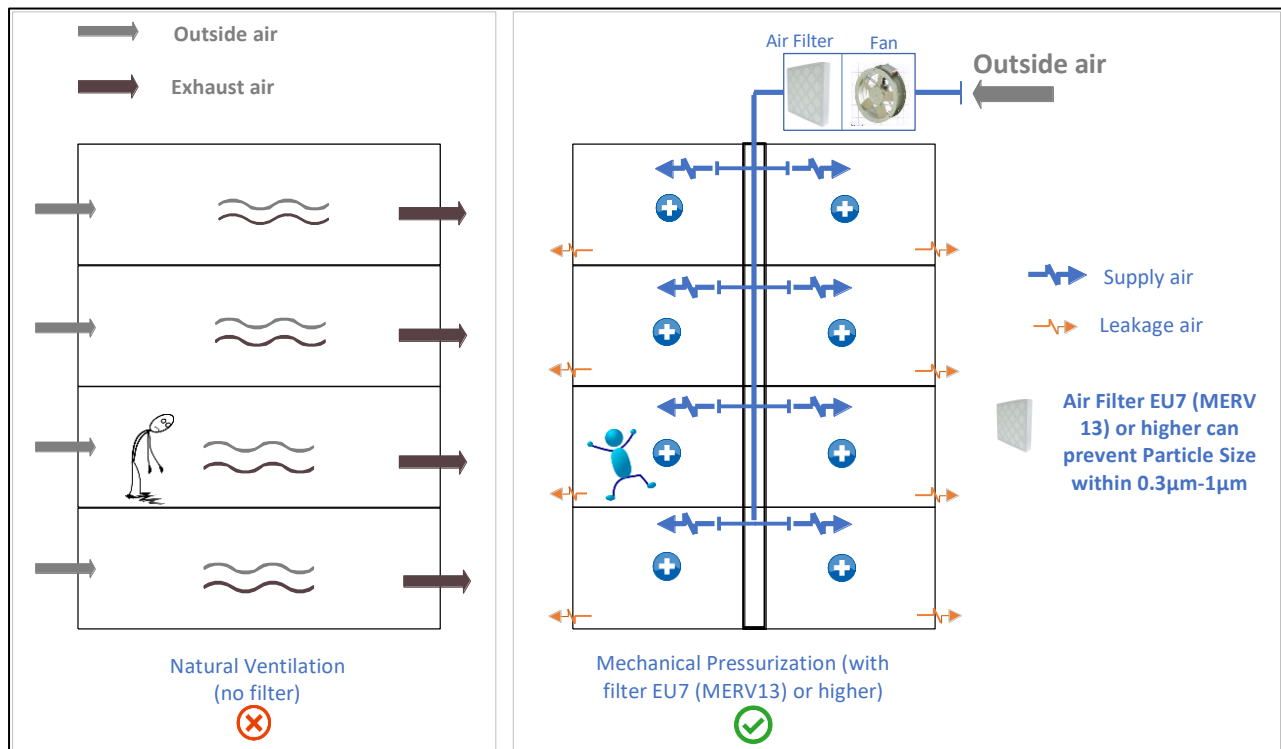 Outside air
Exhaust air
Natural Ventilation
(no filter)
Air Filter
Fan
Outside air
Supply air
Leakage air
Air Filter EU7 (MERV
13) or higher can
prevent Particle Size
within 0.3µm-1µm
Mechanical Pressurization (with
filter EU7 (MERV13) or higher)